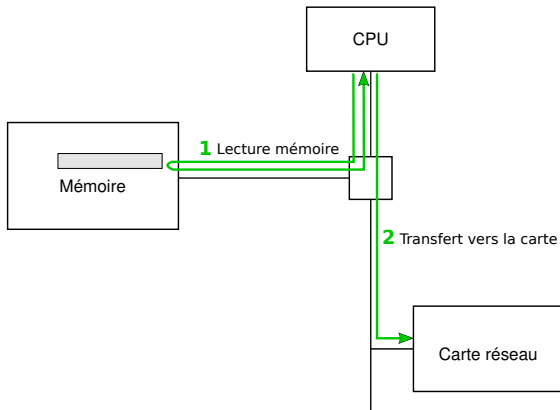 CPU
1 Lecture mémoire
Mémoire
2 Transfert vers la carte
Carte réseau